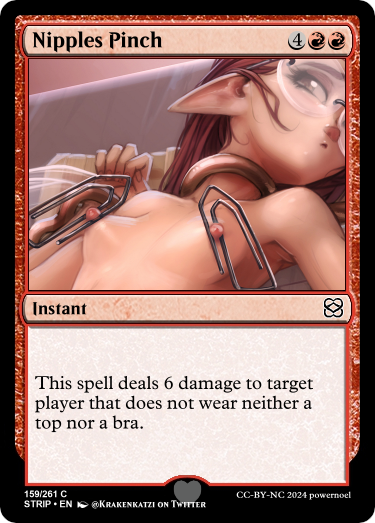 Nipples Pinch 4
Instant
This spell deals 6 damage to target
player that does not wear neither a
top nor a bra.
159/261 C
STRIP • EN @Krakenkatzi on Twitter
CC-BY-NC 2024 powernoel